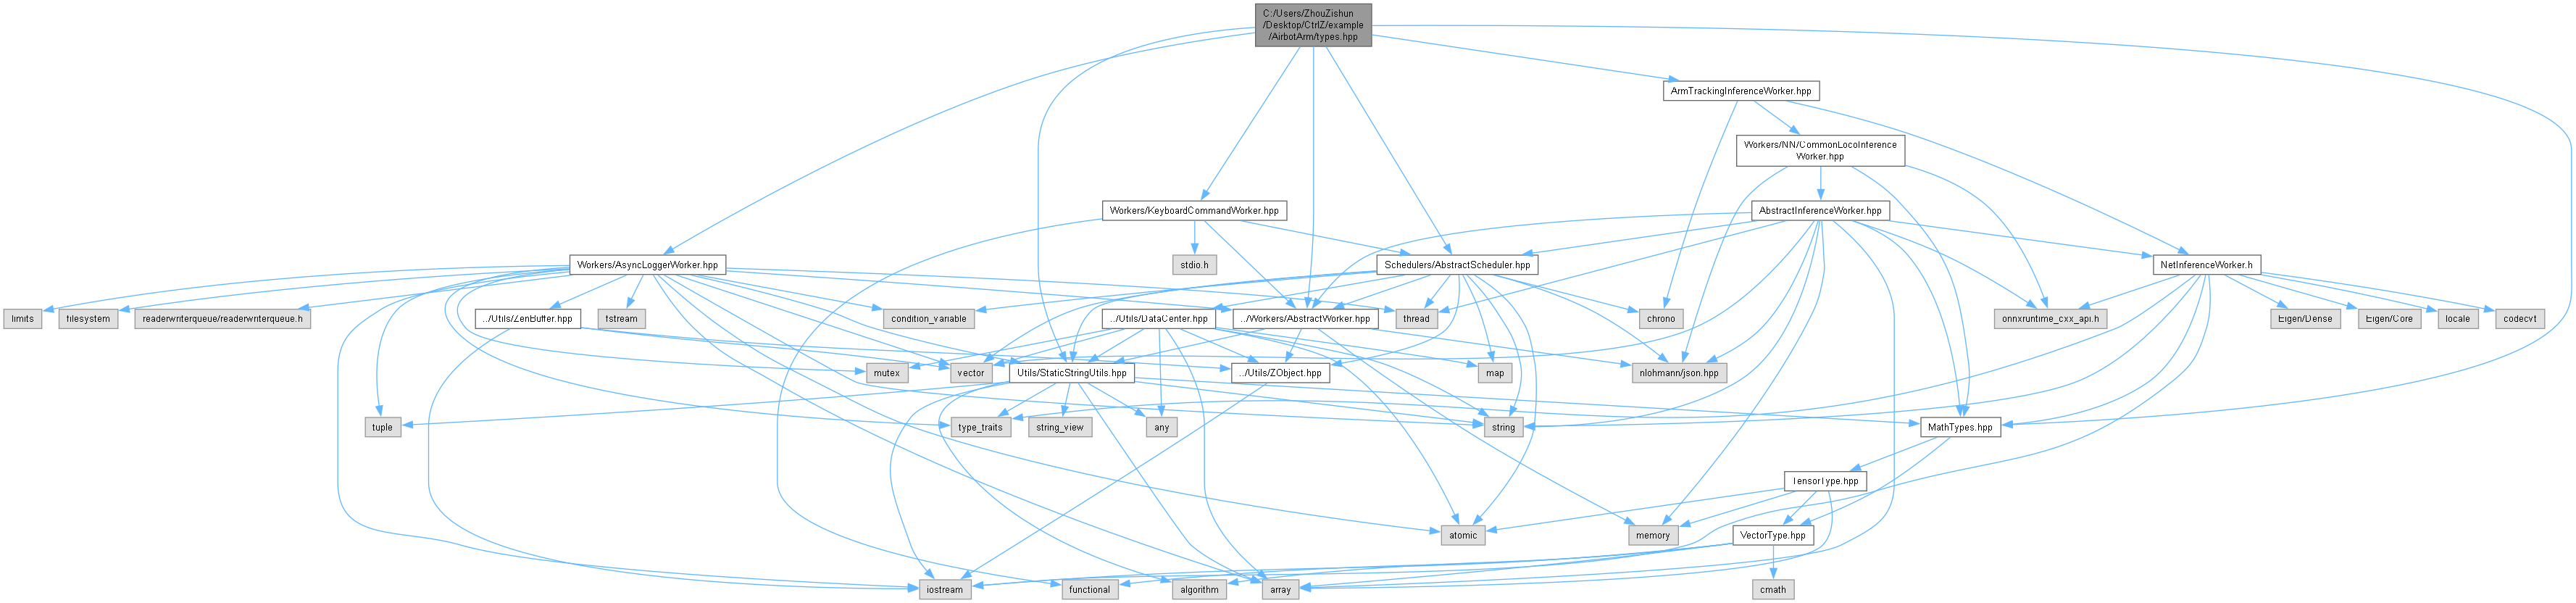 C:/Users/ZhouZishun
/Desktop/CtrlZ/example
/AirbotArm/types.hpp
ArmTrackingInferenceWorker.hpp
Workers/NN/CommonLocoInference
Worker.hpp
Workers/KeyboardCommandWorker.hpp
AbstractInferenceWorker.hpp
Workers/AsyncLoggerWorker.hpp
stdio.h
Schedulers/AbstractScheduler.hpp
NetInferenceWorker.h
limits
filesystem
readerwriterqueue/readerwriterqueue.h
../Utils/ZenBuffer.hpp
fstream
condition_variable
../Utils/DataCenter.hpp
../Workers/AbstractWorker.hpp
thread
chrono
onnxruntime_cxx_api.h
Eigen/Dense
Eigen/Core
locale
codecvt
mutex
vector
Utils/StaticStringUtils.hpp
../Utils/ZObject.hpp
map
nlohmann/json.hpp
tuple
type_traits
string_view
any
string
MathTypes.hpp
TensorType.hpp
atomic
memory
VectorType.hpp
iostream
functional
algorithm
array
cmath